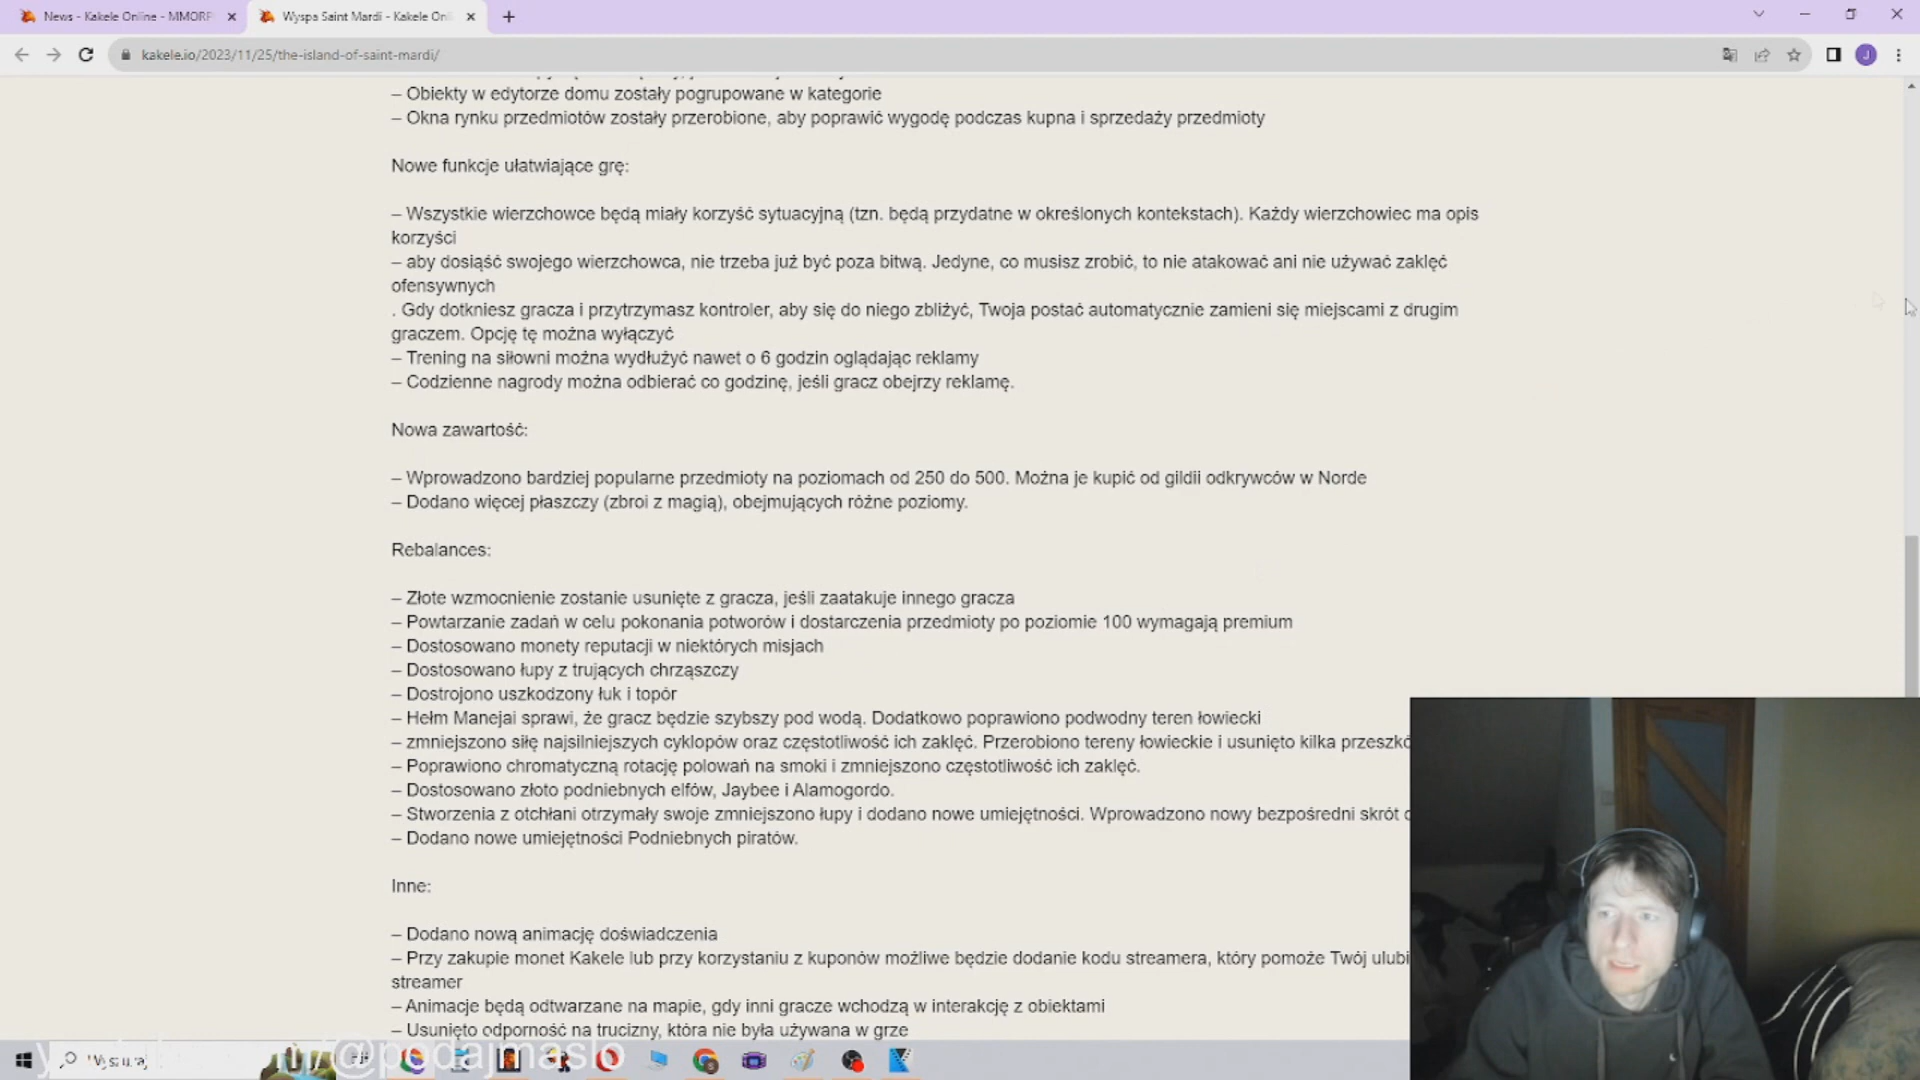 News - Kakele Online - MMORP
Wyspa Saint Mardi - Kakele Onli
kakele.io/2023/11/25/the-island-of-saint-mardi/
J
– Obiekty w edytorze domu zostały pogrupowane w kategorie
– Okna rynku przedmiotów zostały przerobione, aby poprawić wygodę podczas kupna i sprzedaży przedmioty
Nowe funkcje ułatwiające grę:
– Wszystkie wierzchowce będą miały korzyść sytuacyjną (tzn. będą przydatne w określonych kontekstach). Każdy wierzchowiec ma opis
korzyści
– aby dosiąść swojego wierzchowca, nie trzeba już być poza bitwą. Jedyne, co musisz zrobić, to nie atakować ani nie używać zaklęć
ofensywnych
. Gdy dotkniesz gracza i przytrzymasz kontroler, aby się do niego zbliżyć, Twoja postać automatycznie zamieni się miejscami z drugim
graczem. Opcję tę można wyłączyć
– Trening na siłowni można wydłużyć nawet o 6 godzin oglądając reklamy
– Codzienne nagrody można odbierać co godzinę, jeśli gracz obejrzy reklamę.
Nowa zawartość:
– Wprowadzono bardziej popularne przedmioty na poziomach od 250 do 500. Można je kupić od gildii odkrywców w Norde
– Dodano więcej płaszczy (zbroi z magią), obejmujących różne poziomy.
Rebalances:
– Złote wzmocnienie zostanie usunięte z gracza, jeśli zaatakuje innego gracza
– Powtarzanie zadań w celu pokonania potworów i dostarczenia przedmioty po poziomie 100 wymagają premium
– Dostosowano monety reputacji w niektórych misjach
– Dostosowano łupy z trujących chrząszczy
– Dostrojono uszkodzony łuk i topór
– Hełm Manejai sprawi, że gracz będzie szybszy pod wodą. Dodatkowo poprawiono podwodny teren łowiecki
– zmniejszono siłę najsilniejszych cyklopów oraz częstotliwość ich zaklęć. Przerobiono tereny łowieckie i usunięto kilka przeszkó
– Poprawiono chromatyczną rotację polowań na smoki i zmniejszono częstotliwość ich zaklęć.
– Dostosowano złoto podniebnych elfów, Jaybee i Alamogordo.
– Stworzenia z otchłani otrzymały swoje zmniejszono łupy i dodano nowe umiejętności. Wprowadzono nowy bezpośredni skrót
– Dodano nowe umiejętności Podniebnych piratów.
Inne:
– Dodano nową animację doświadczenia
– Przy zakupie monet Kakele lub przy korzystaniu z kuponów możliwe będzie dodanie kodu streamera, który pomoże Twój ulubi
streamer
– Animacje będą odtwarzane na mapie, gdy inni gracze wchodzą w interakcję z obiektami
– Usunięto odporność na trucizny, która nie była używana w grze
@podajmaslo